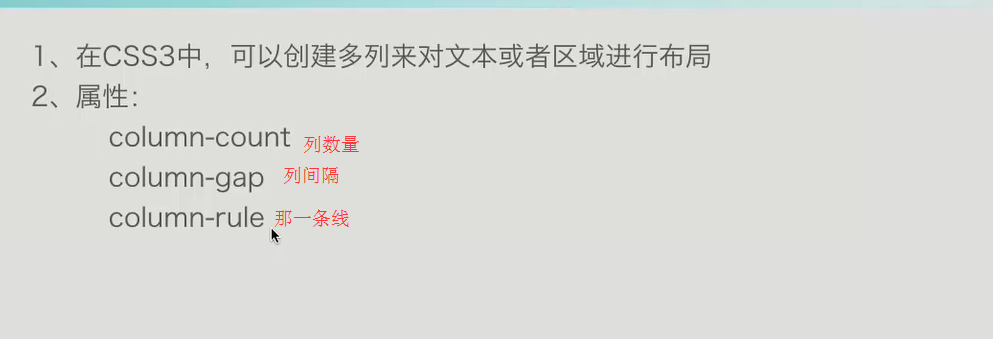 1、在CSS3中，可以创建多列来对文本或者区域进行布局
2、属性：
column-count 列数量
column-gap 列间隔
column-rule 那一条线